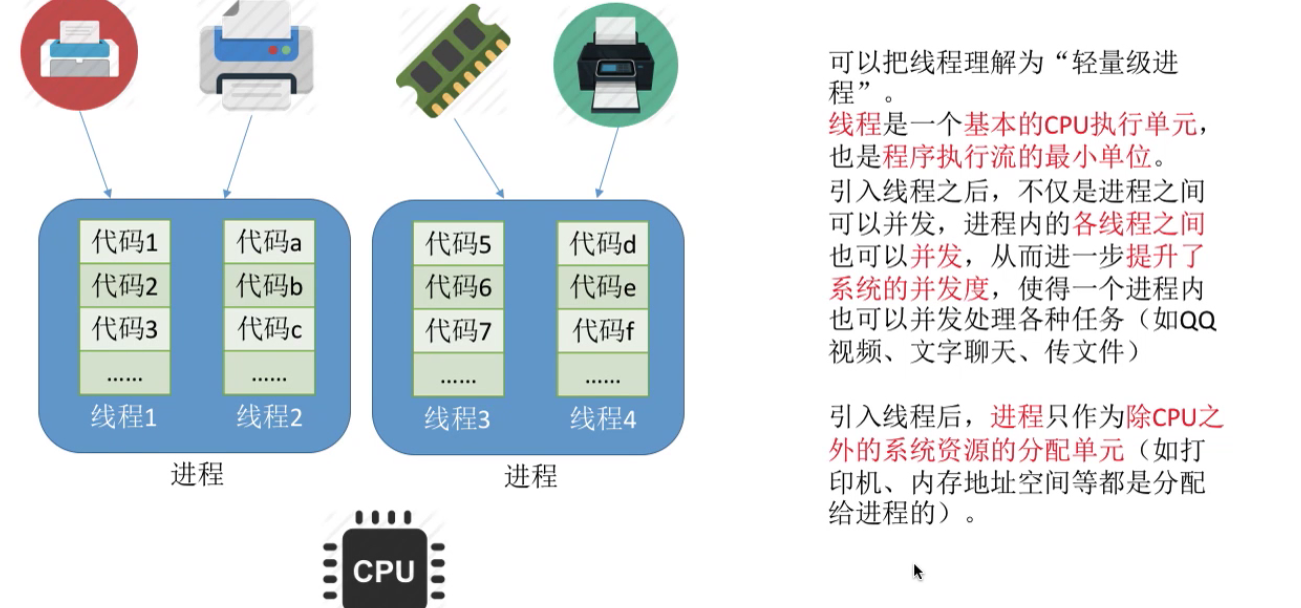 代码1
代码2
代码3
……
线程1
代码a
代码b
代码c
……
线程2
进程
代码5
代码6
代码7
……
线程3
代码d
代码e
代码f
……
线程4
进程
CPU
可以把线程理解为“轻量级进
程”。
线程是一个基本的CPU执行单元，
也是程序执行流的最小单位。
引入线程之后，不仅是进程之间
可以并发，进程内的各线程之间
也可以并发，从而进一步提升了
系统的并发度，使得一个进程内
也可以并发处理各种任务（如QQ
视频、文字聊天、传文件）
引入线程后，进程只作为除CPU之
外的系统资源的分配单元（如打
印机、内存地址空间等都是分配
给进程的）。